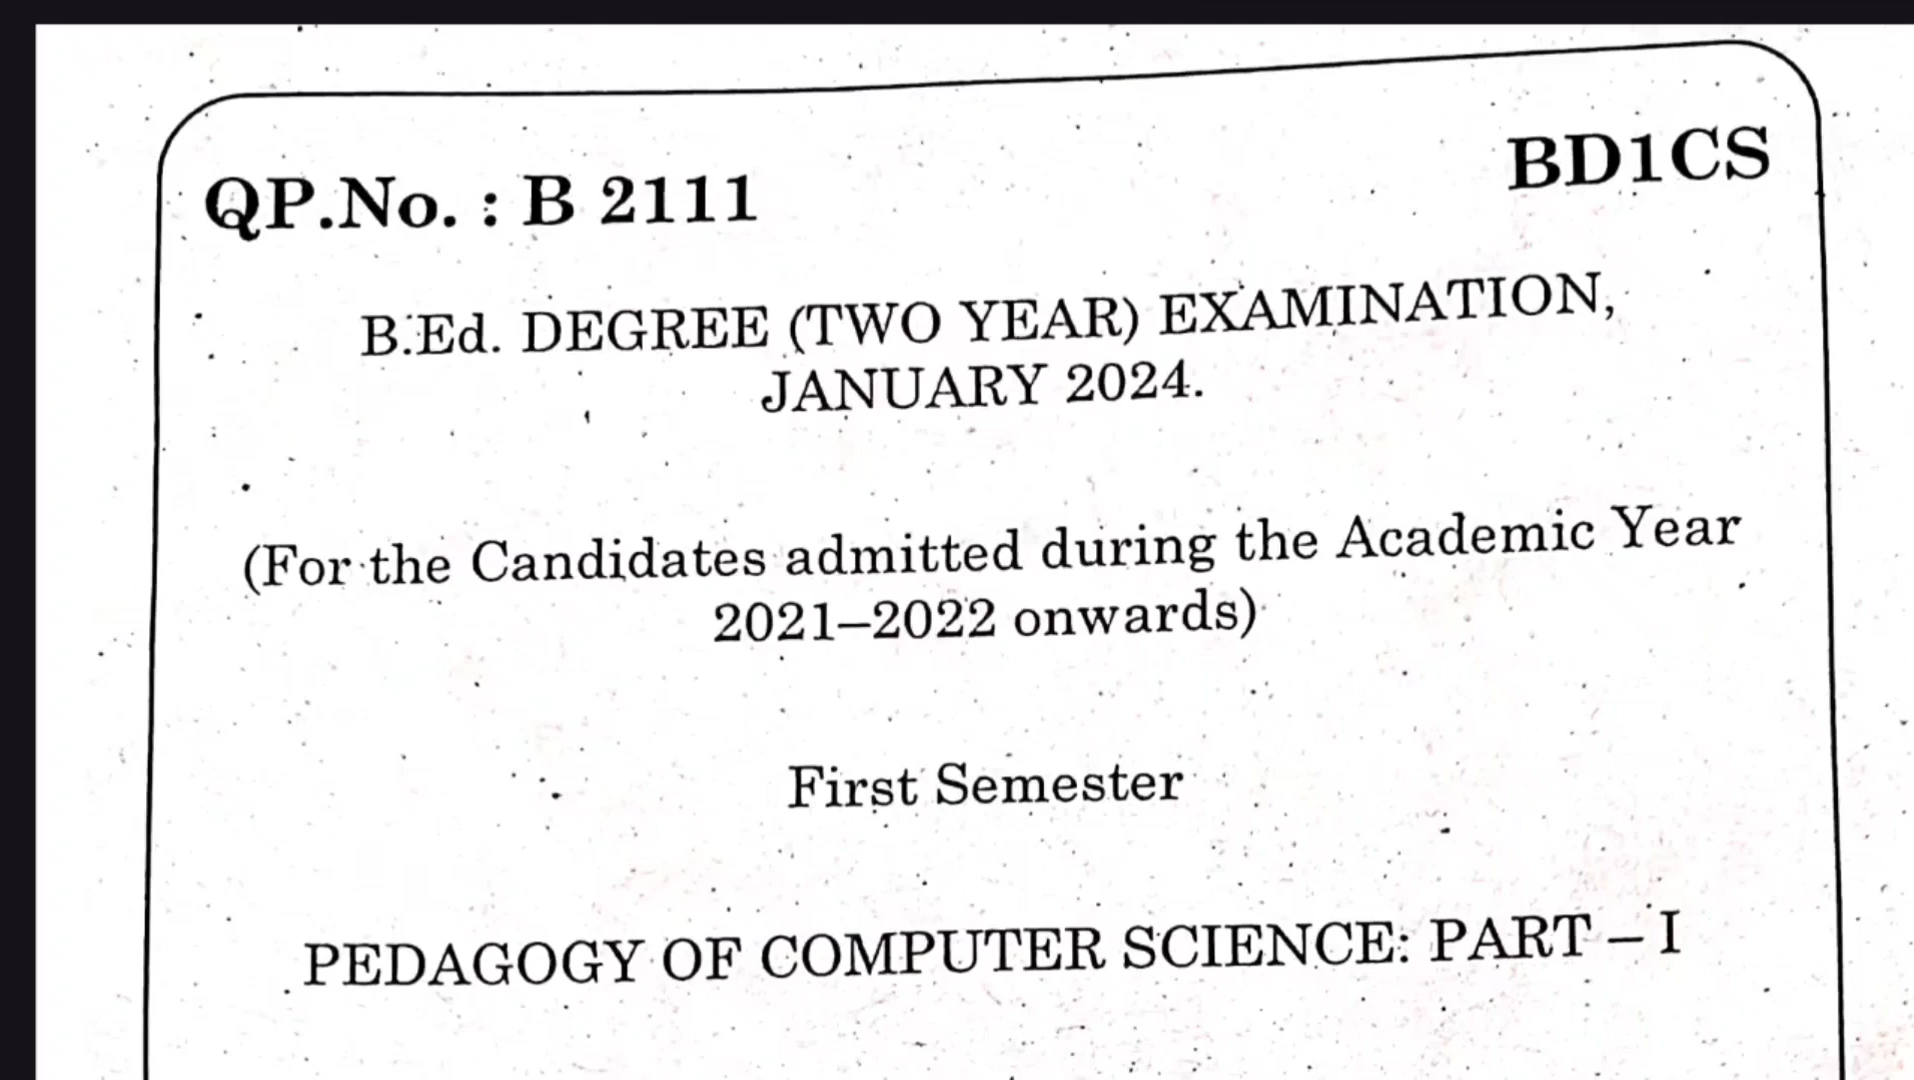 QP.No. : B 2111 BD1CS
B.Ed. DEGREE (TWO YEAR) EXAMINATION,
JANUARY 2024.
(For the Candidates admitted during the Academic Year
2021–2022 onwards)
First Semester
PEDAGOGY OF COMPUTER SCIENCE: PART – I